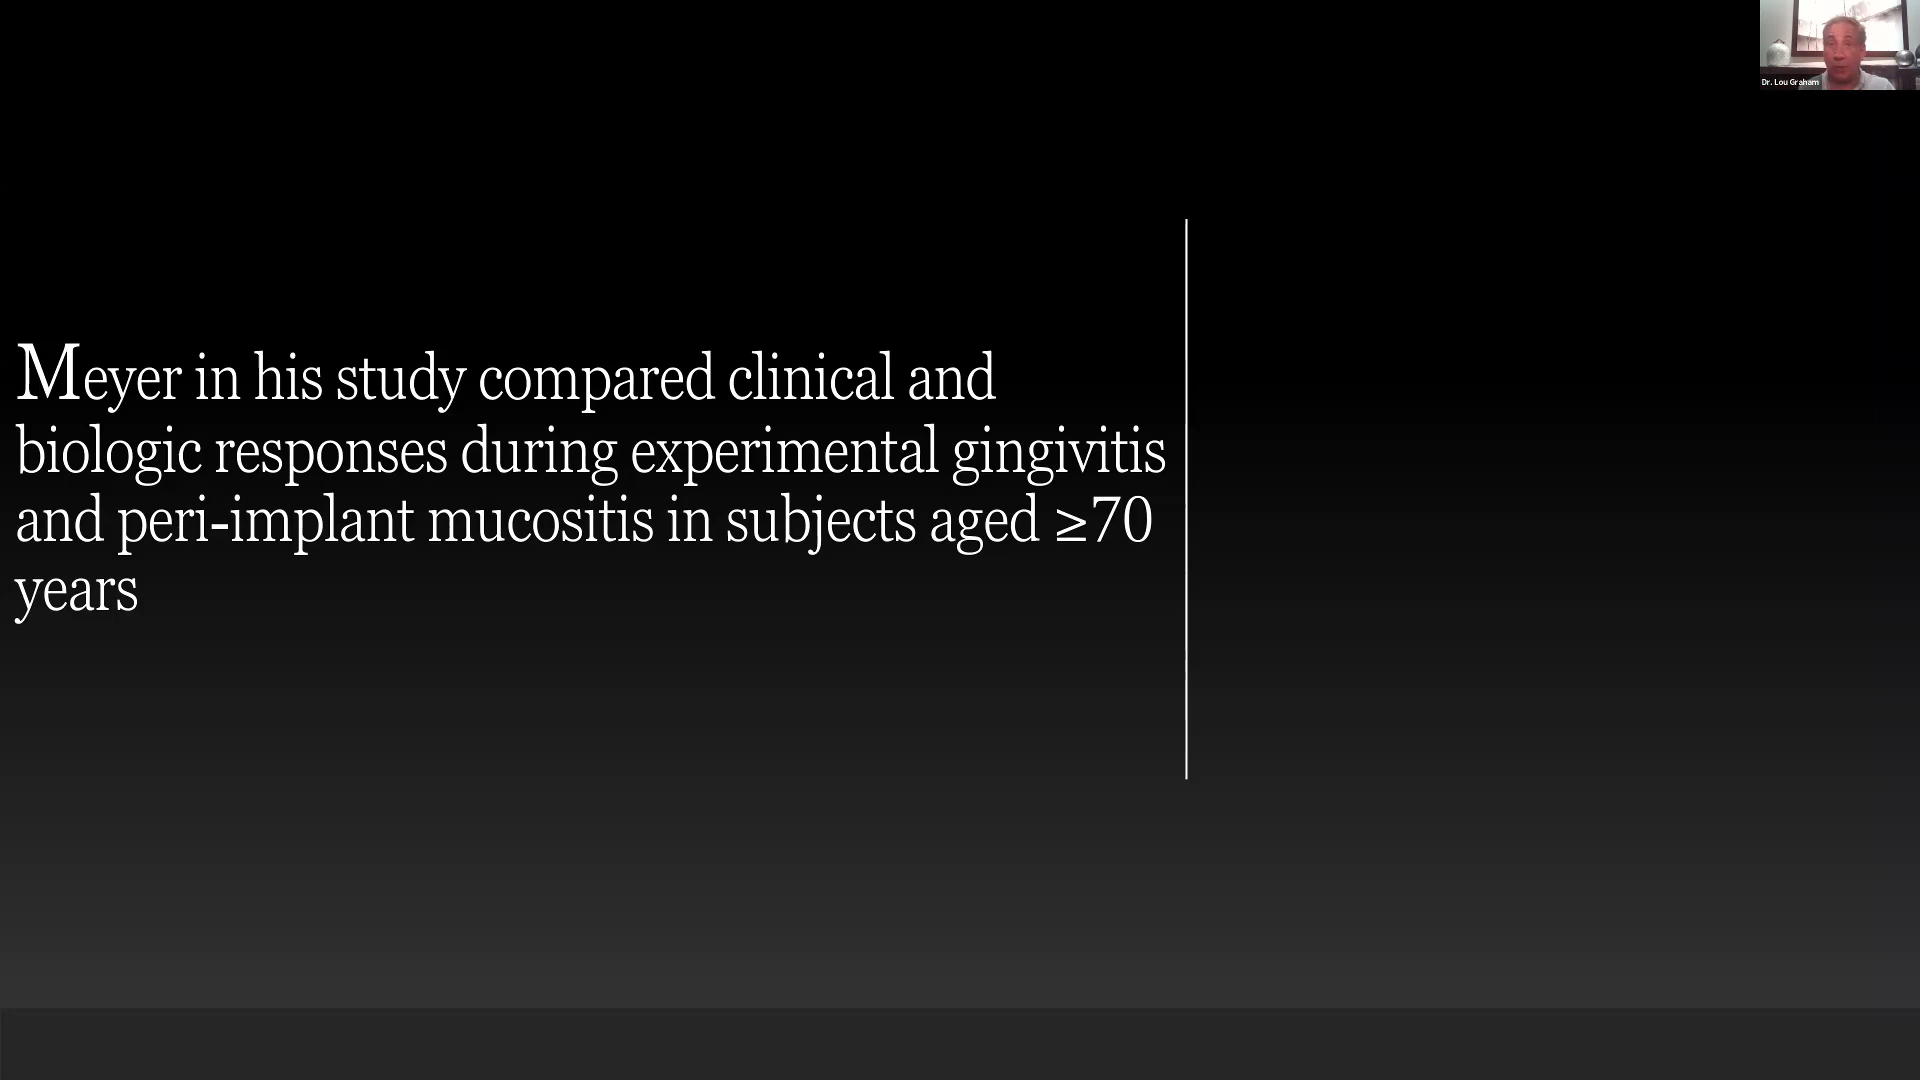 Dr. Lou Graham
Meyer in his study compared clinical and
biologic responses during experimental gingivitis
and peri-implant mucositis in subjects aged ≥70
years